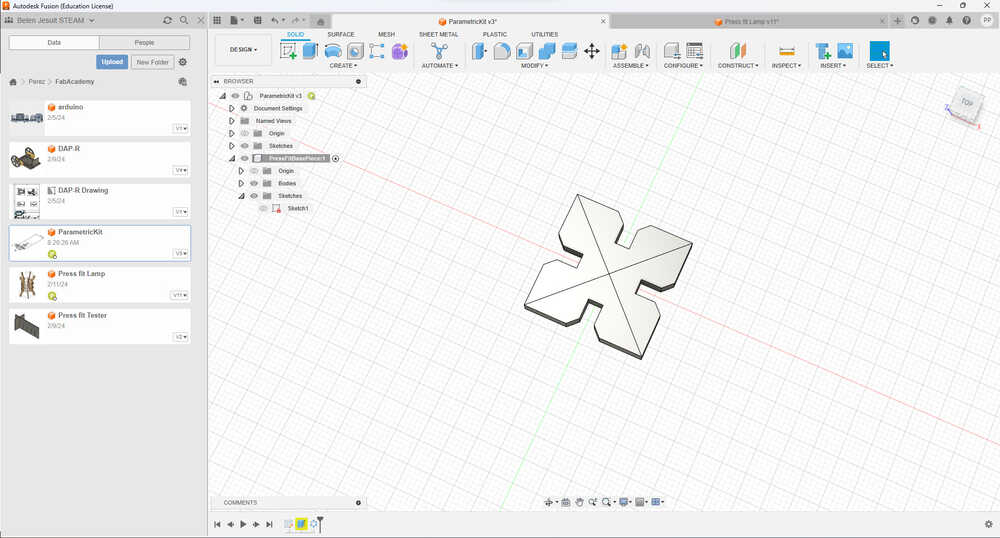 Autodesk Fusion (Education License)
Belen Jesuit STEAM
ParametricKit v3*
Press fit Lamp v11*
PP
Data
People
Upload
New Folder
Perez
FabAcademy
arduino
2/5/24
V1
DAP-R
2/8/24
DAP-R Drawing
2/5/24
ParametricKit
8:26:26 AM
V3
Press fit Lamp
2/11/24
V11
Press fit Tester
2/9/24
V2
DESIGN
SOLID
SURFACE
MESH
SHEET METAL
PLASTIC
UTILITIES
CREATE
AUTOMATE
MODIFY
ASSEMBLE
CONFIGURE
CONSTRUCT
INSPECT
INSERT
SELECT
BROWSER
ParametricKit v3
Document Settings
Named Views
Origin
Sketches
PressFitBasePiece:1
Origin
Bodies
Sketches
Sketch1
TOP
Z
X
COMMENTS